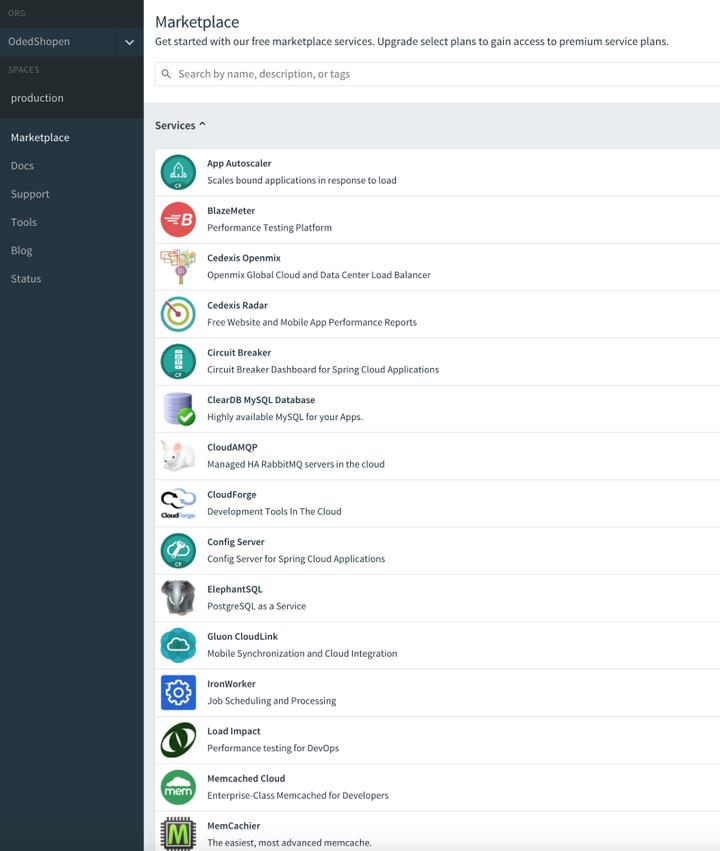 ORG
OdedShopen
SPACES
production
Marketplace
Docs
Support
Tools
Blog
Status
Marketplace
Get started with our free marketplace services. Upgrade select plans to gain access to premium service plans.
Search by name, description, or tags
Services
App Autoscaler
Scales bound applications in response to load
CF
BlazeMeter
Performance Testing Platform
B
Cedexis Openmix
Openmix Global Cloud and Data Center Load Balancer
Cedexis Radar
Free Website and Mobile App Performance Reports
Circuit Breaker
Circuit Breaker Dashboard for Spring Cloud Applications
CF
ClearDB MySQL Database
Highly available MySQL for your Apps.
CloudAMQP
Managed HA RabbitMQ servers in the cloud
CloudForge
Development Tools In The Cloud
CloudForge
Config Server
Config Server for Spring Cloud Applications
CF
ElephantSQL
PostgreSQL as a Service
Gluon CloudLink
Mobile Synchronization and Cloud Integration
IronWorker
Job Scheduling and Processing
Load Impact
Performance testing for DevOps
Memcached Cloud
Enterprise-Class Memcached for Developers
mem
MemCachier
The easiest, most advanced memcache.
M